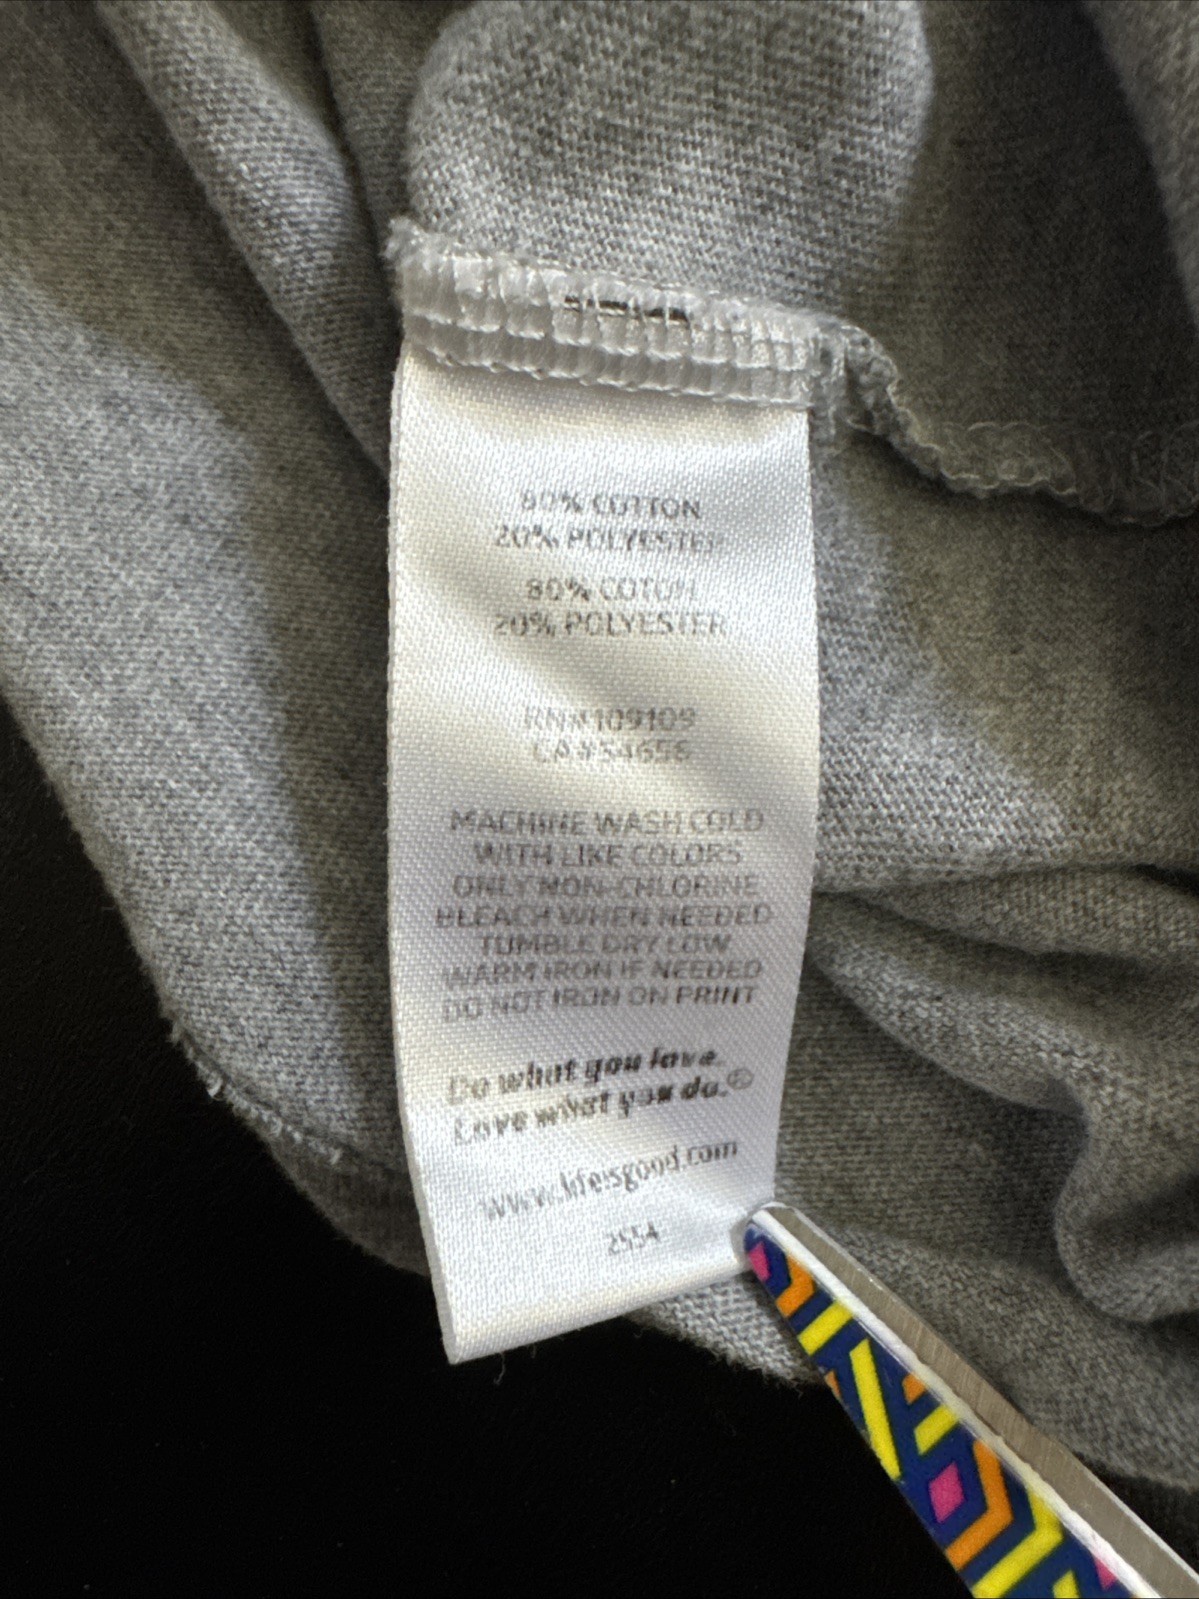 80% COTTON
20% POLYESTER
80% COTON
20% POLYESTER
RN# 109109
CA#54656
MACHINE WASH COLD
WITH LIKE COLORS
ONLY NON-CHLORINE
BLEACH WHEN NEEDED
TUMBLE DRY LOW
WARM IRON IF NEEDED
DO NOT IRON ON PRINT
Do what you love.
Love what you do.®
www.lifeisgood.com
2554